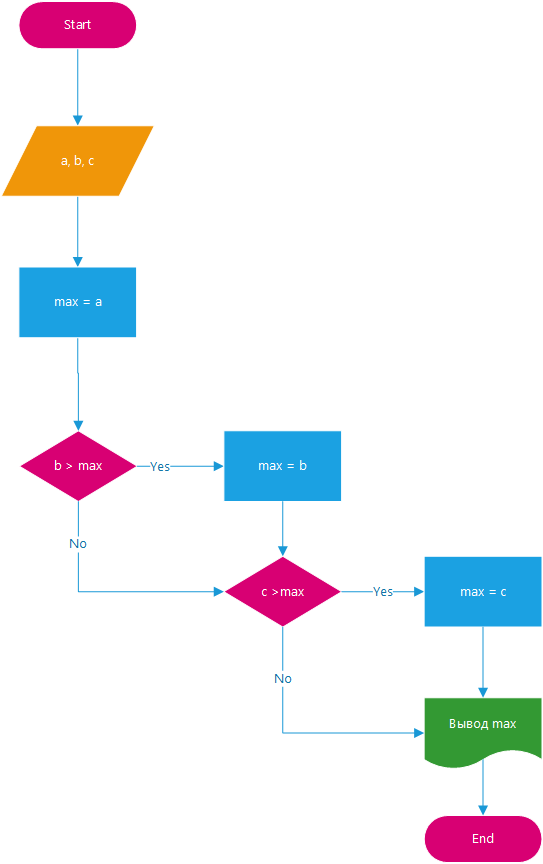 Start
a, b, c
max = a
b > max
Yes
max = b
No
c >max
Yes
max = c
No
Вывод max
End